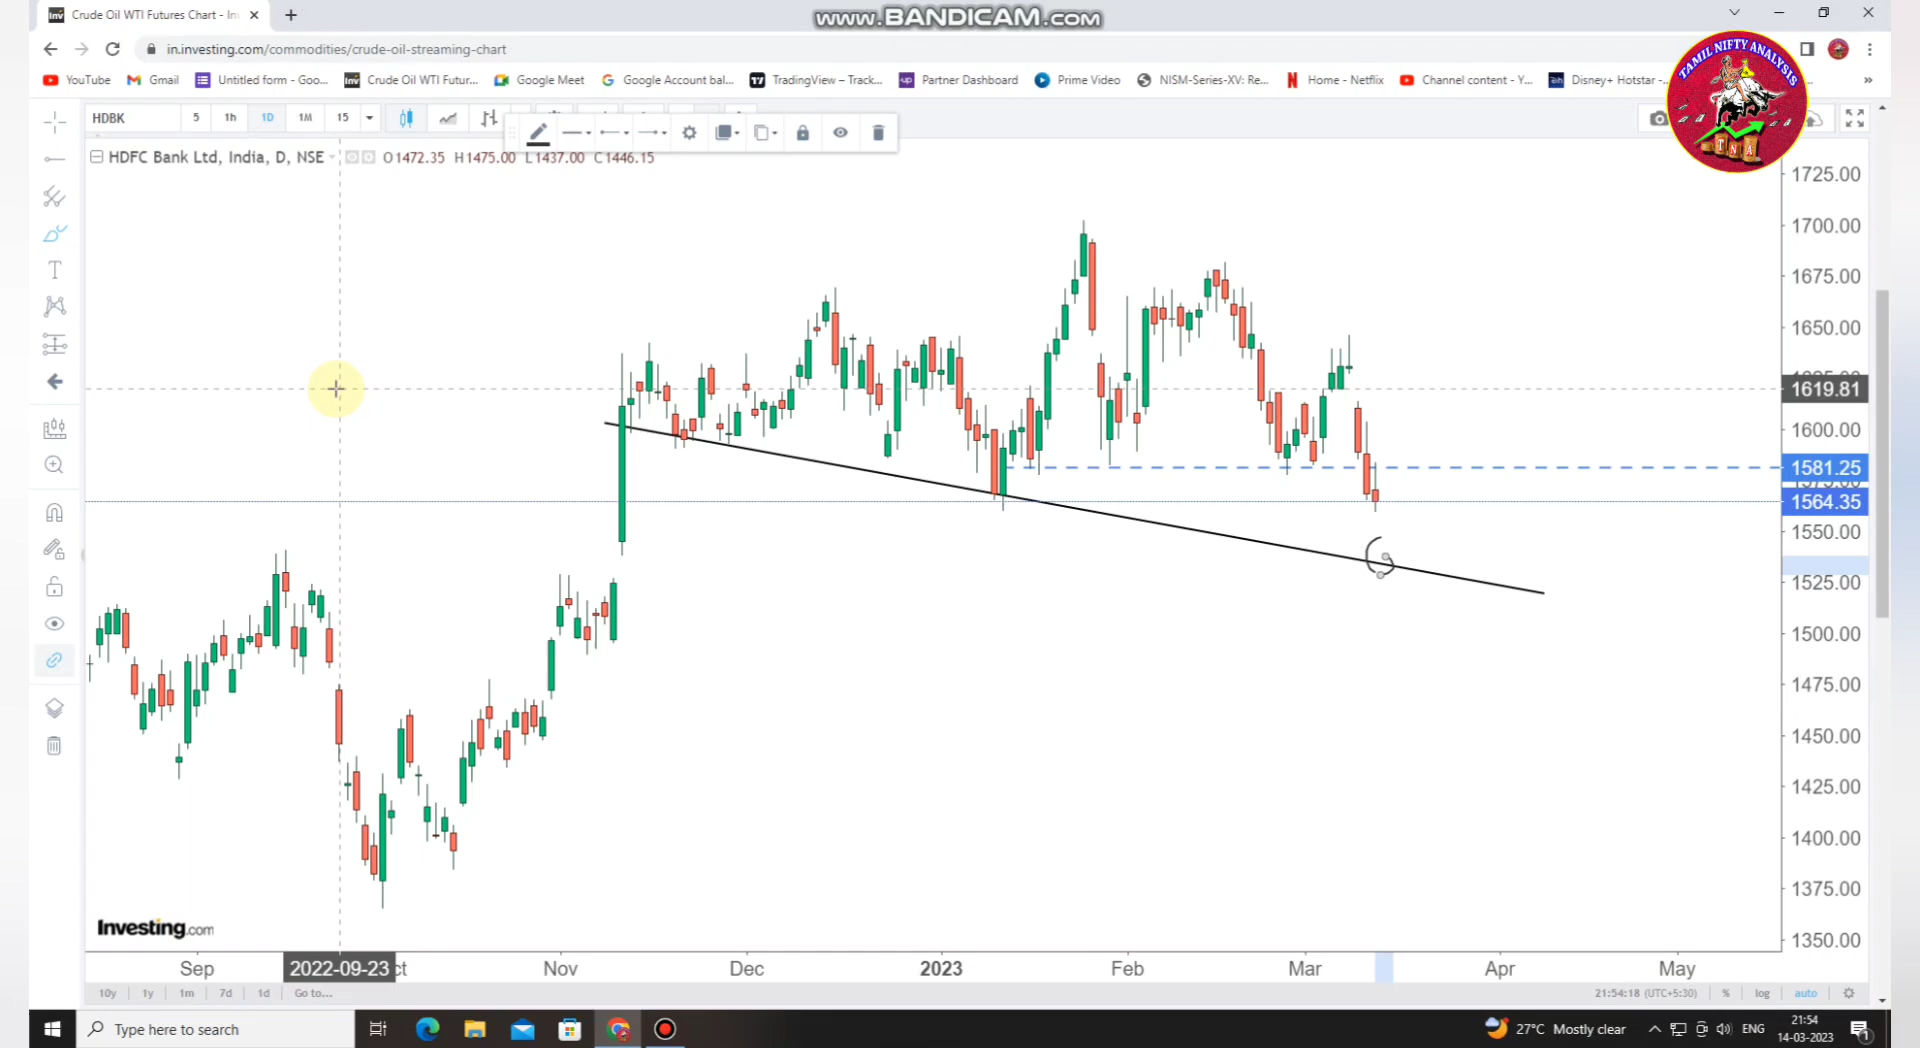 Crude Oil WTI Futures Chart - In
www.BANDICAM.com
in.investing.com/commodities/crude-oil-streaming-chart
YouTube Gmail Untitled form - Goo... Crude Oil WTI Futur... Google Meet Google Account bal... TradingView – Track... Partner Dashboard Prime Video NISM-Series-XV: Re... Home - Netflix Channel content - Y... Disney+ Hotstar -...
TAMIL NIFTY ANALYSIS
TNA
HDBK 5 1h 1D 1M 15
HDFC Bank Ltd, India, D, NSE O1472.35 H1475.00 L1437.00 C1446.15
1725.00
1700.00
1675.00
1650.00
1619.81
1600.00
1581.25
1564.35
1550.00
1525.00
1500.00
1475.00
1450.00
1425.00
1400.00
1375.00
1350.00
Investing.com
Sep 2022-09-23 ct Nov Dec 2023 Feb Mar Apr May
10y 1y 1m 7d 1d Go to... 21:54:18 (UTC+5:30) % log auto
Type here to search 27°C Mostly clear ENG 21:54
14-03-2023
1